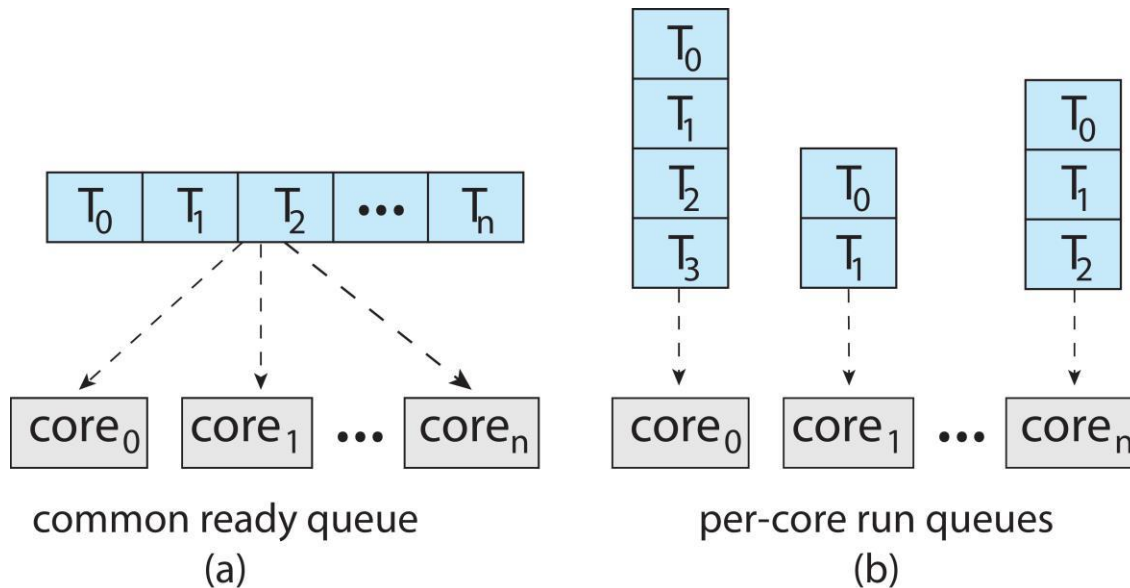 T0 T1 T2 ••• Tn
core0 core1 ••• coren
common ready queue
(a)
T0
T1
T2
T3
T0
T1
T0
T1
T2
core0 core1 ••• coren
per-core run queues
(b)